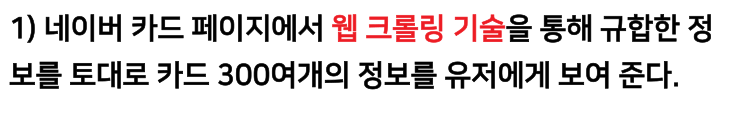 1) 네이버 카드 페이지에서 웹 크롤링 기술을 통해 규합한 정
보를 토대로 카드 300여개의 정보를 유저에게 보여 준다.